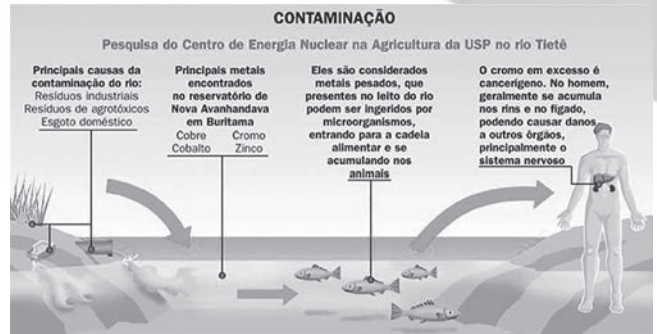 CONTAMINAÇÃO
Pesquisa do Centro de Energia Nuclear na Agricultura da USP no rio Tietê
Principais causas da
contaminação do rio:
Resíduos industriais
Resíduos de agrotóxicos
Esgoto doméstico
Principais metais
encontrados
no reservatório de
Nova Avanhandava
em Buritama
Cobre Cromo
Cobalto Zinco
Eles são considerados
metais pesados, que
presentes no leito do rio
podem ser ingeridos por
microorganismos,
entrando para a cadeia
alimentar e se
acumulando nos
animais
O cromo em excesso é
cancerígeno. No homem,
geralmente se acumula
nos rins e no fígado,
podendo causar danos
a outros órgãos,
principalmente o
sistema nervoso